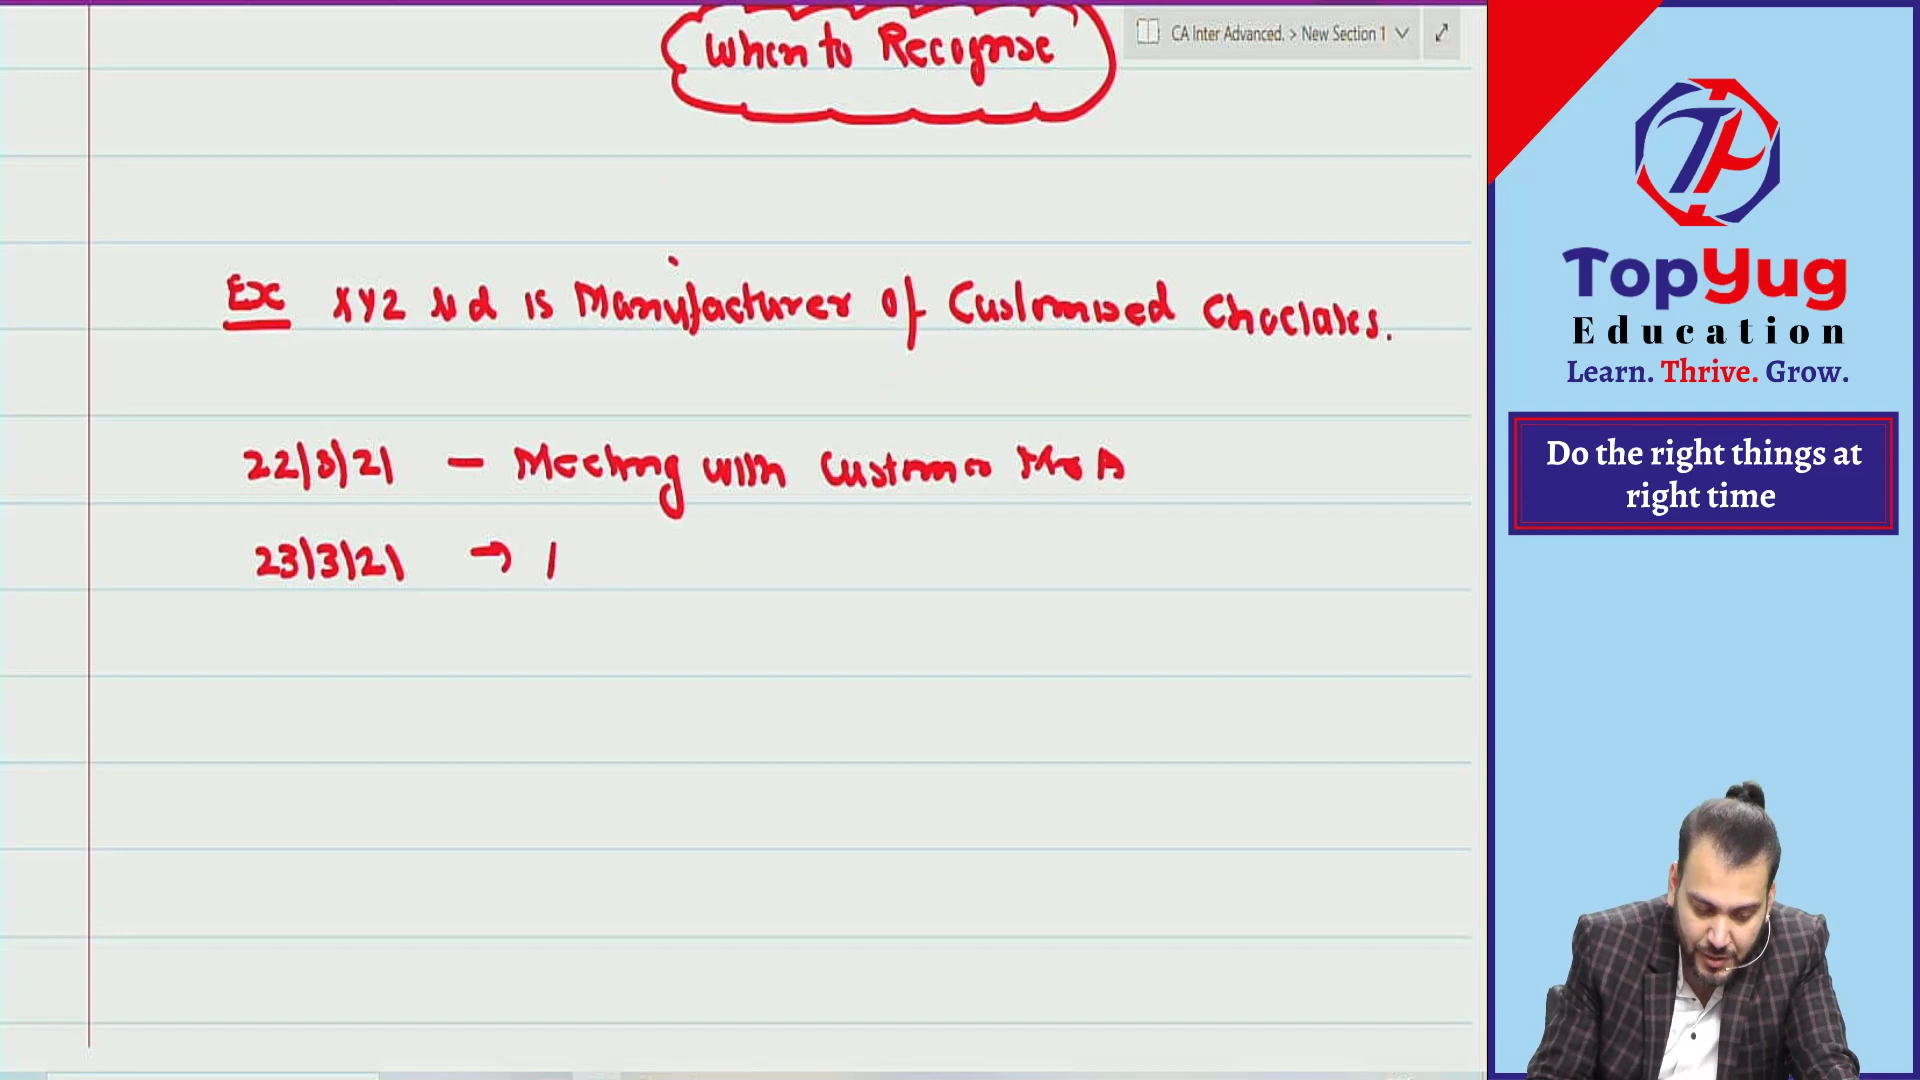 When to Recognise
CA Inter Advanced. > New Section 1
Ex XYZ Ltd is Manufacturer of Customised Choclates.
22/3/21 - Meeting with Customer Mr A
23/3/21 →
TopYug
Education
Learn. Thrive. Grow.
Do the right things at
right time